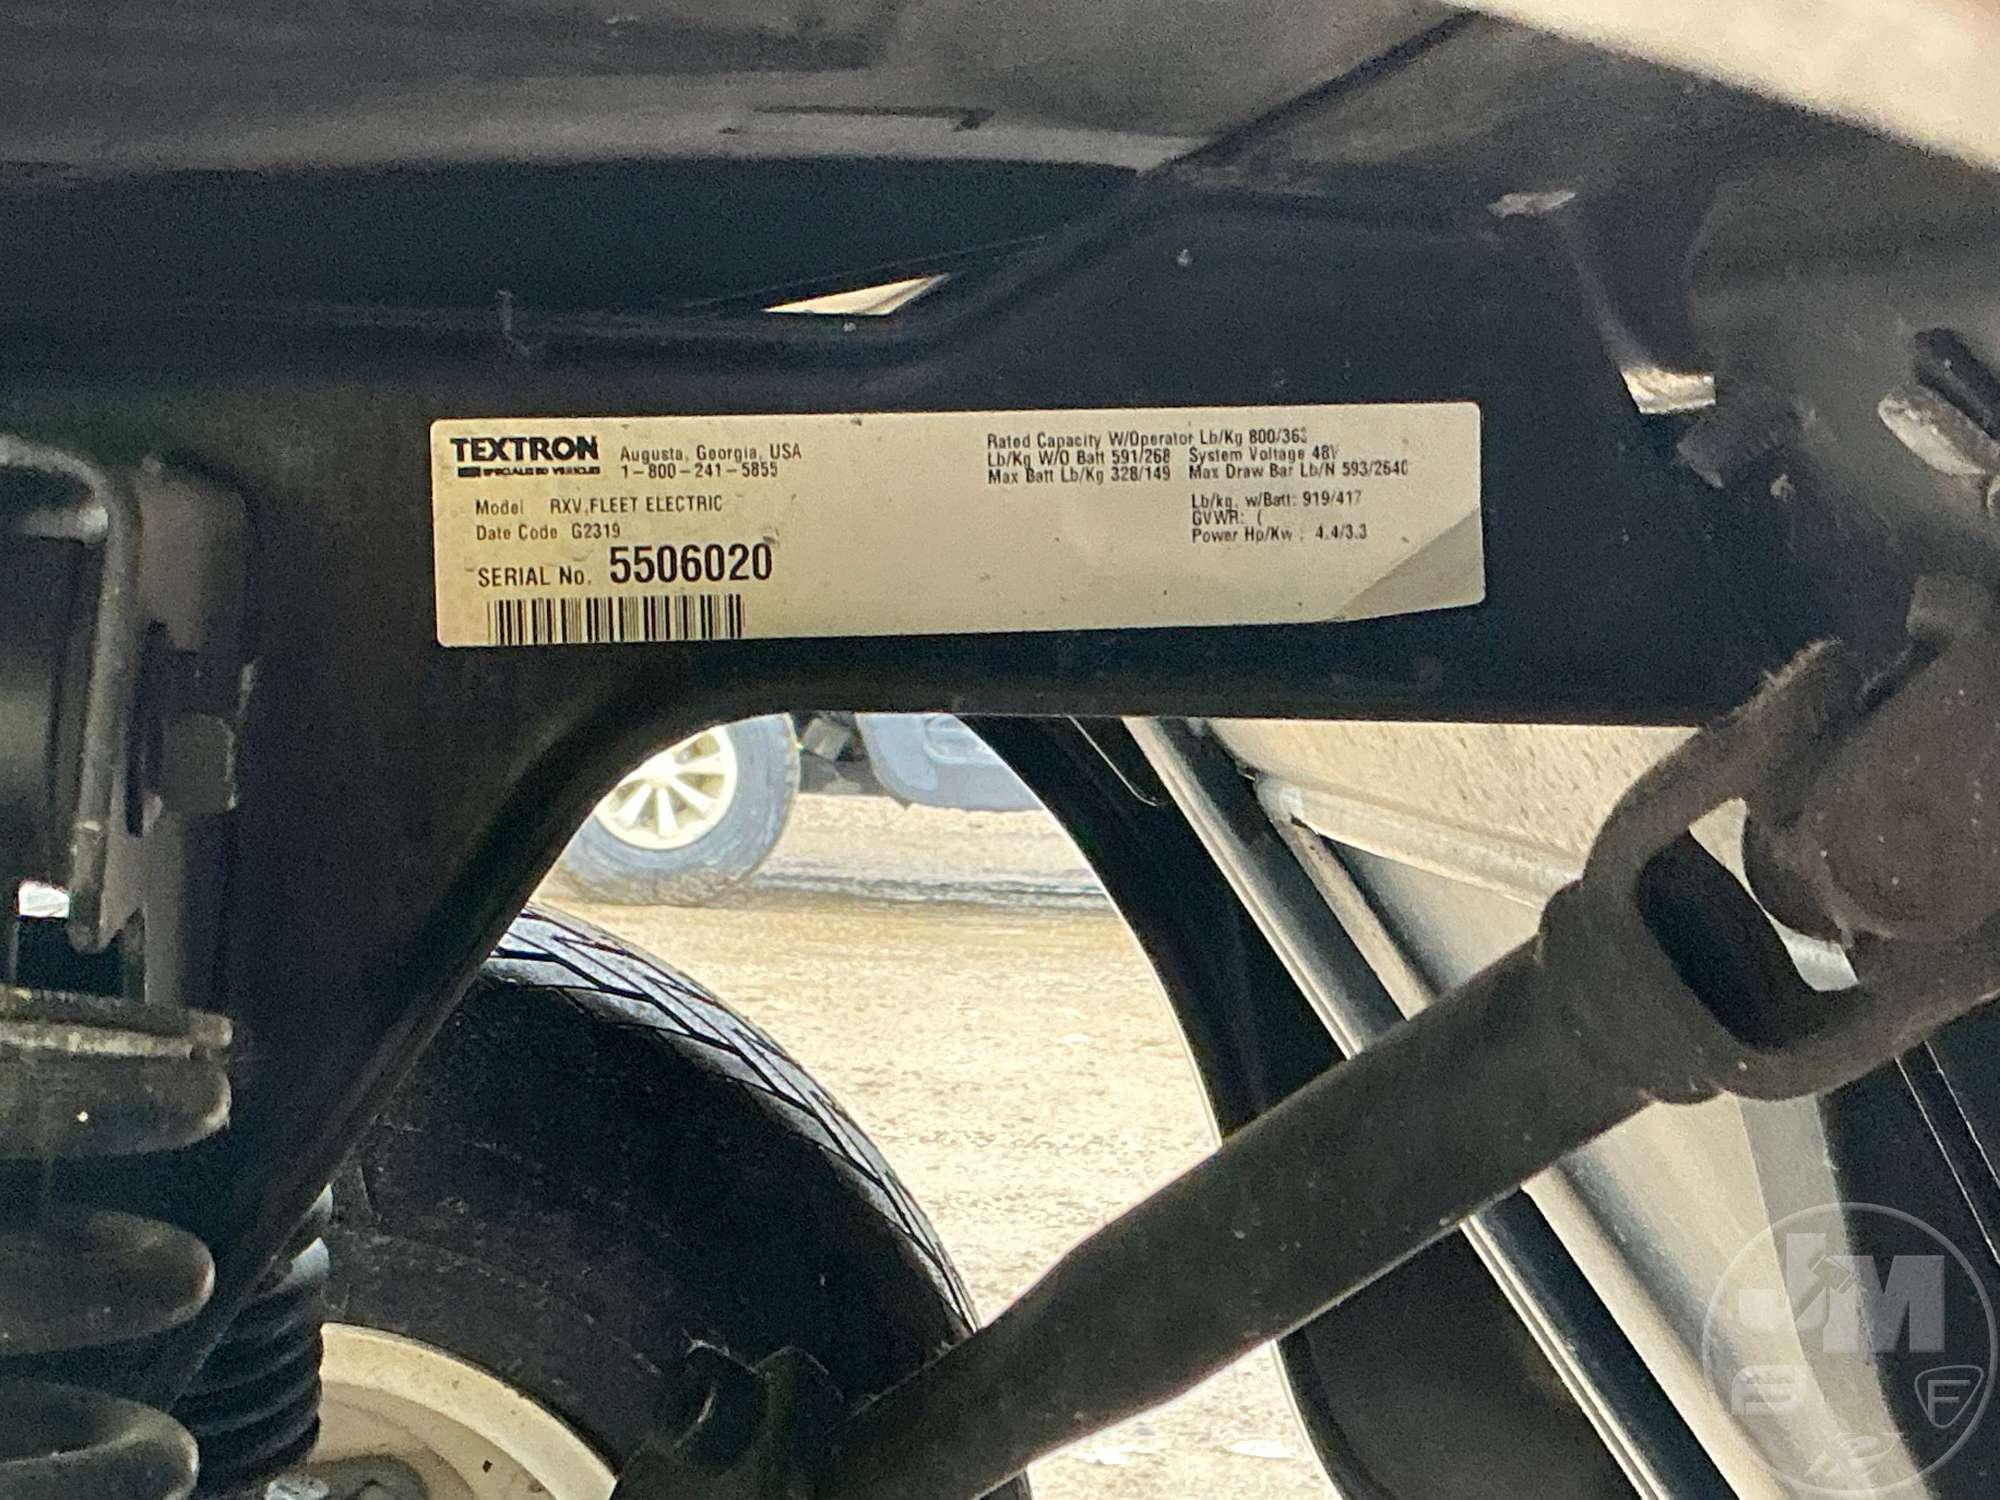 TEXTRON
SPECIALIZED VEHICLES
Augusta, Georgia, USA
1-800-241-5855
Model RXV FLEET ELECTRIC
Date Code G2319
SERIAL No. 5506020
Rated Capacity W/Operator Lb/Kg 800/363
Lb/Kg W/O Batt 591/268 System Voltage 48V
Max Batt Lb/Kg 328/149 Max Draw Bar Lb/N 593/2640
Lb/kg. w/Batt: 919/417
GVWR: (
Power Hp/Kw : 4.4/3.3
JM
F